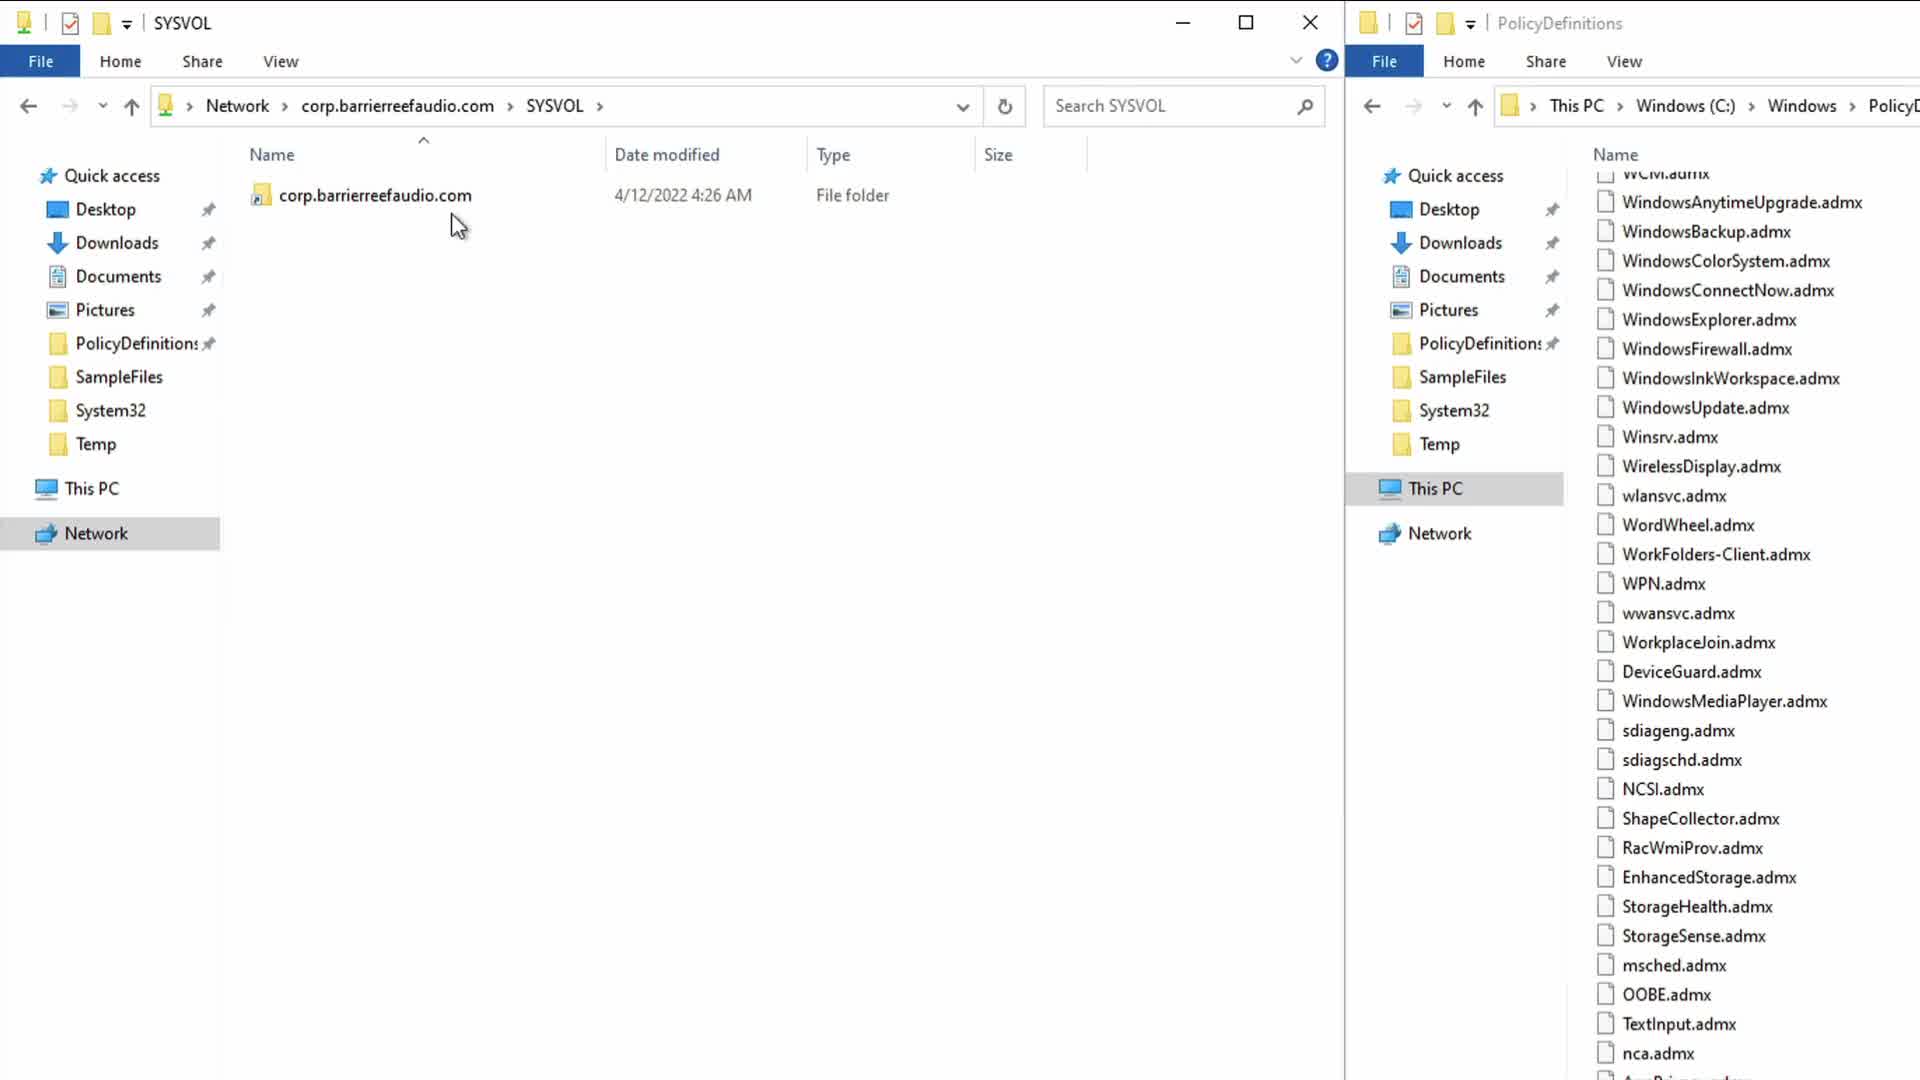 SYSVOL
File Home Share View
Network corp.barrierreefaudio.com SYSVOL
Search SYSVOL
Name Date modified Type Size
corp.barrierreefaudio.com 4/12/2022 4:26 AM File folder
Quick access
Desktop
Downloads
Documents
Pictures
PolicyDefinitions
SampleFiles
System32
Temp
This PC
Network
PolicyDefinitions
File Home Share View
This PC Windows (C:) Windows PolicyD
Name
Quick access
Desktop
Downloads
Documents
Pictures
PolicyDefinitions
SampleFiles
System32
Temp
This PC
Network
WCM.admx
WindowsAnytimeUpgrade.admx
WindowsBackup.admx
WindowsColorSystem.admx
WindowsConnectNow.admx
WindowsExplorer.admx
WindowsFirewall.admx
WindowsInkWorkspace.admx
WindowsUpdate.admx
Winsrv.admx
WirelessDisplay.admx
wlansvc.admx
WordWheel.admx
WorkFolders-Client.admx
WPN.admx
wwansvc.admx
WorkplaceJoin.admx
DeviceGuard.admx
WindowsMediaPlayer.admx
sdiageng.admx
sdiagschd.admx
NCSI.admx
ShapeCollector.admx
RacWmiProv.admx
EnhancedStorage.admx
StorageHealth.admx
StorageSense.admx
msched.admx
OOBE.admx
TextInput.admx
nca.admx